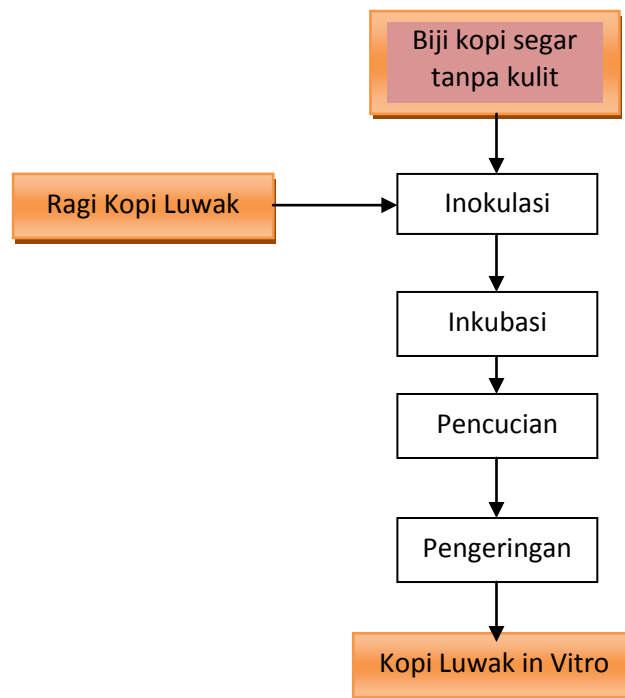 Biji kopi segar
tanpa kulit
Ragi Kopi Luwak
Inokulasi
Inkubasi
Pencucian
Pengeringan
Kopi Luwak in Vitro